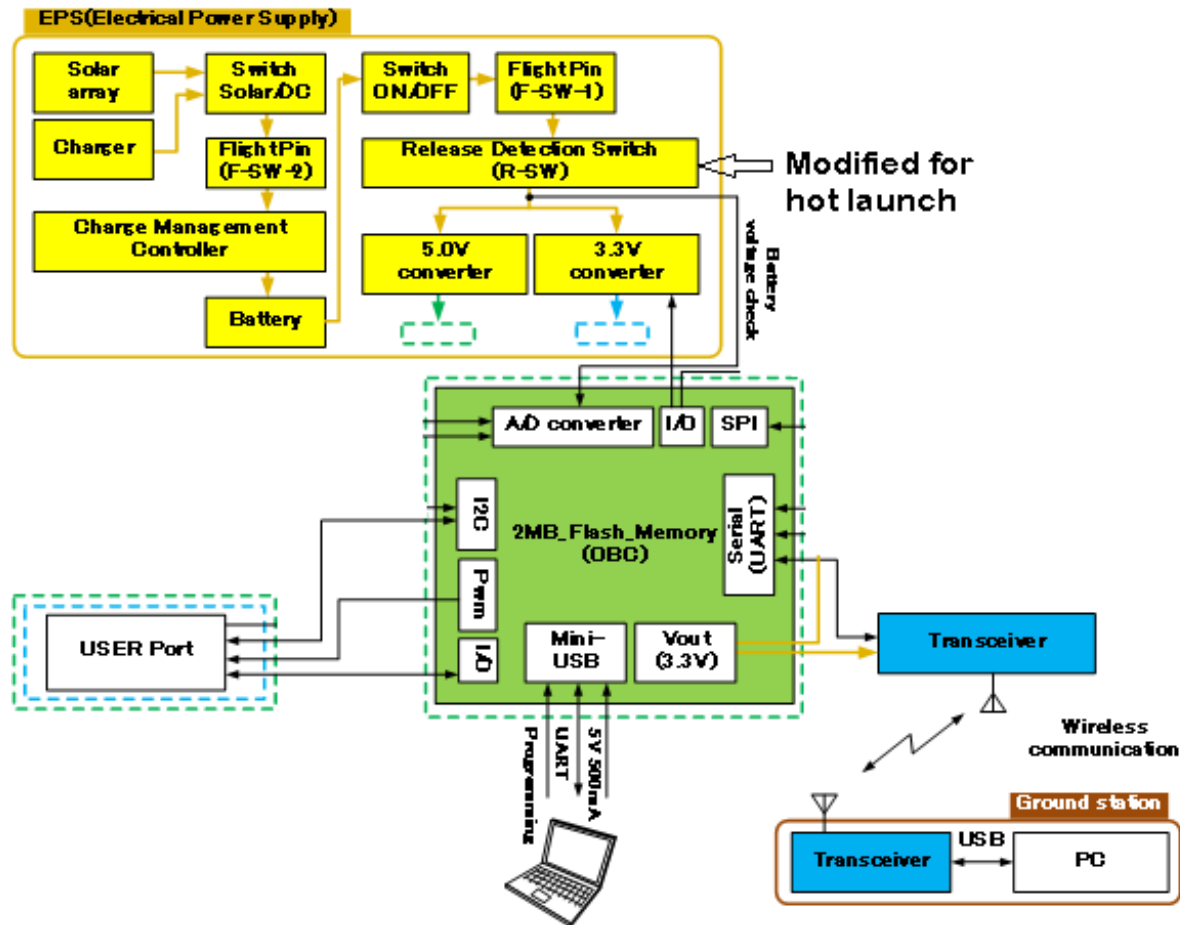 EPS(Electrical Power Supply)
Solar
array
Switch
Solar/DC
Switch
ON/OFF
Flight Pin
(F-SW-1)
Charger
Flight Pin
(F-SW-2)
Release Detection Switch
(R-SW)
Modified for
hot launch
Charge Management
Controller
5.0V
converter
3.3V
converter
Battery
voltage check
Battery
A/D converter
I/O
SPI
I2C
2MB_Flash_Memory
(OBC)
Serial
(UART)
Pwm
USER Port
I/O
Mini-
USB
Vout
(3.3V)
Transceiver
Programming
UART
5V 500mA
Wireless
communication
Ground station
Transceiver
USB
PC